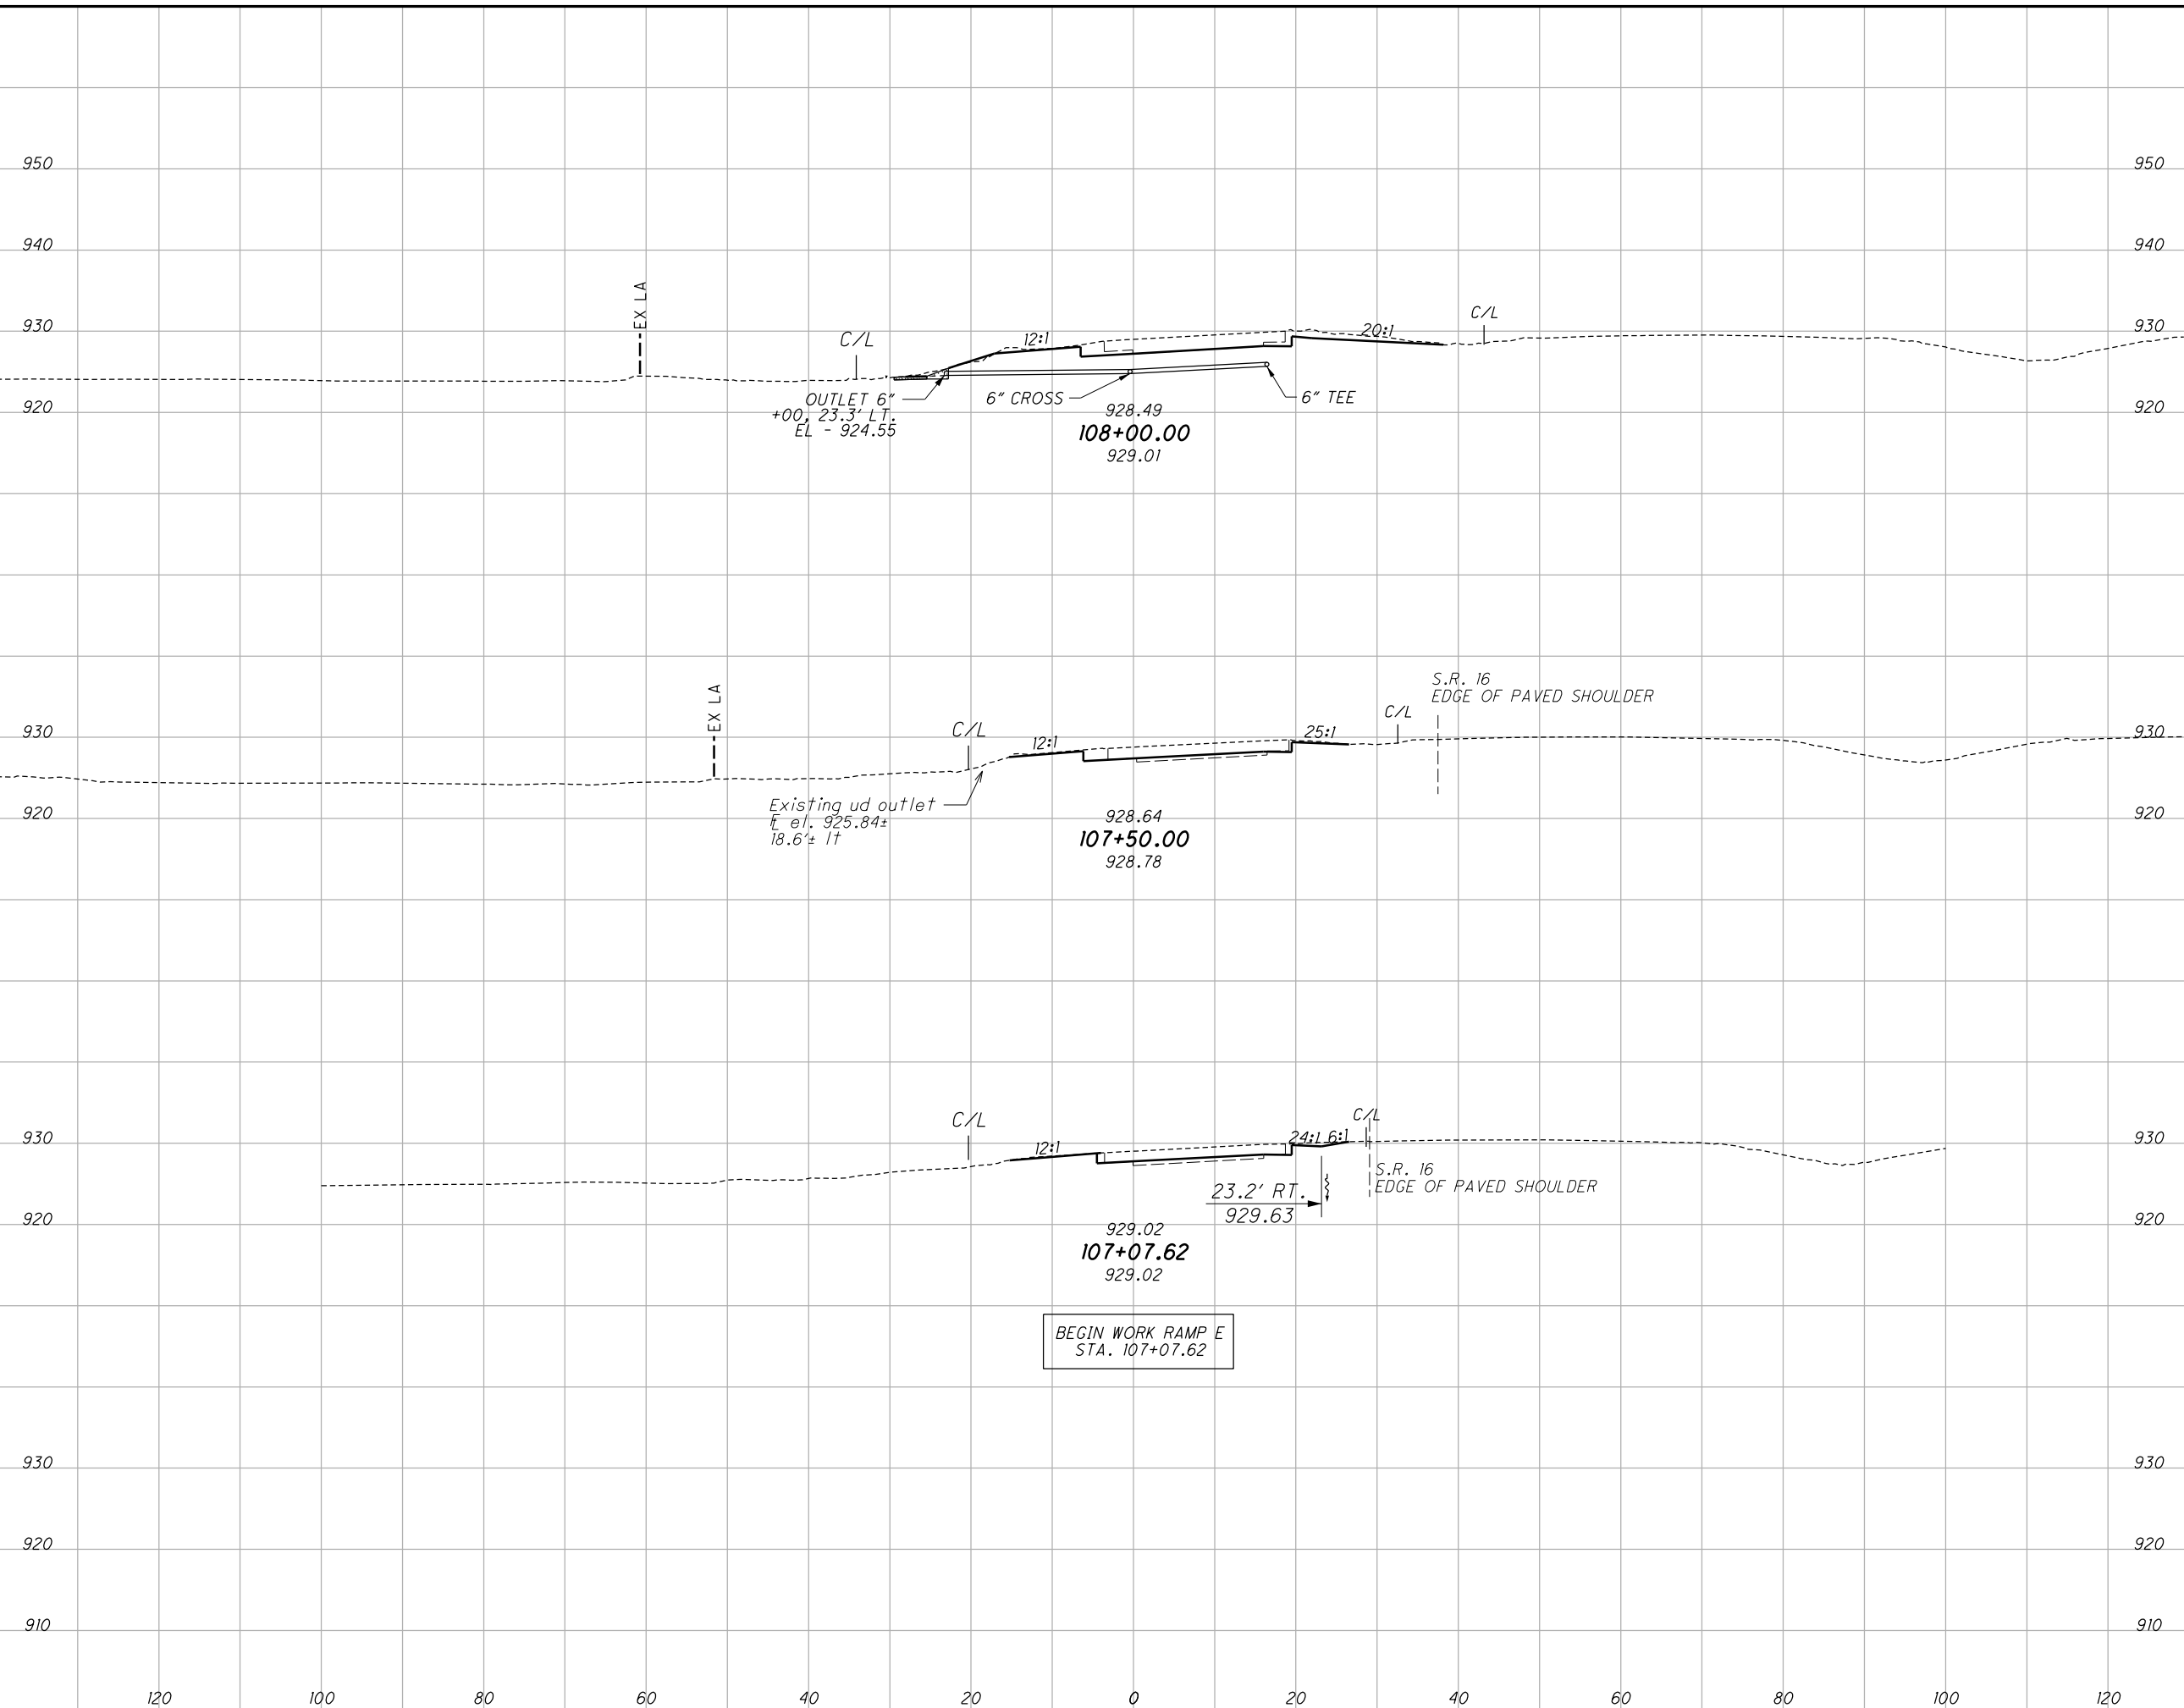 950 950
940 940
EX LA
930 930
C/L
12:1
20:1
C/L
920 920
OUTLET 6"
+00, 23.3' LT.
EL - 924.55
6" CROSS
6" TEE
928.49
108+00.00
929.01
EX LA
S.R. 16
EDGE OF PAVED SHOULDER
930 930
C/L
12:1
25:1
C/L
920 920
Existing ud outlet
FL el. 925.84±
18.6'± lt
928.64
107+50.00
928.78
930 930
C/L
12:1
24:1 6:1
C/L
S.R. 16
EDGE OF PAVED SHOULDER
23.2' RT.
929.63
920 920
929.02
107+07.62
929.02
BEGIN WORK RAMP E
STA. 107+07.62
930 930
920 920
910 910
120 100 80 60 40 20 0 20 40 60 80 100 120